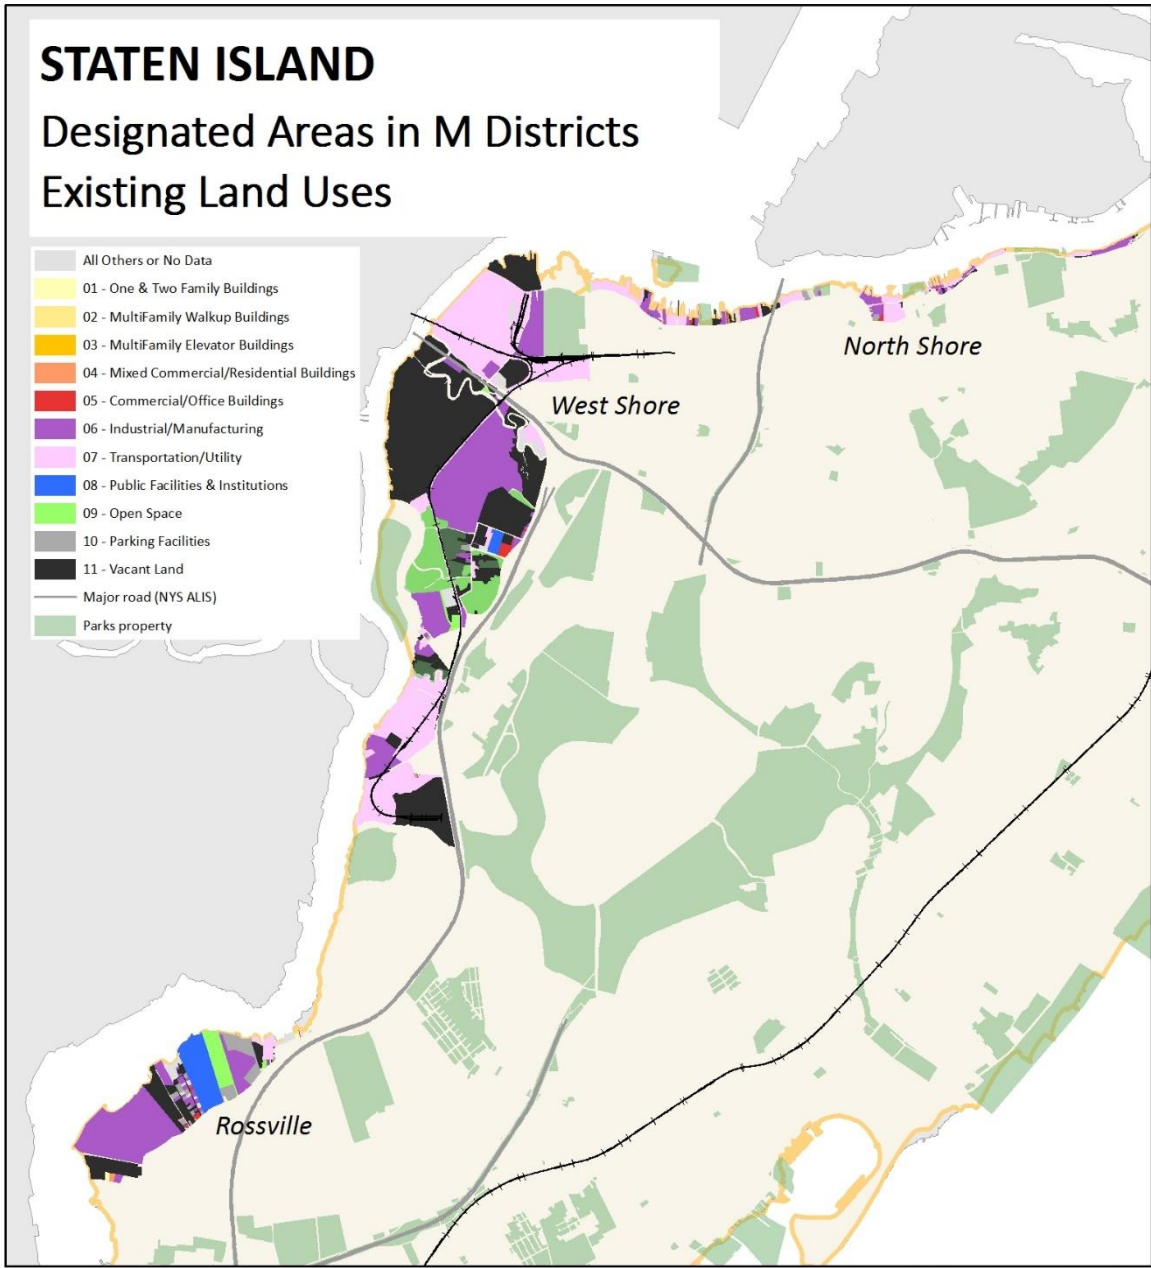 STATEN ISLAND
Designated Areas in M Districts
Existing Land Uses
All Others or No Data
01 - One & Two Family Buildings
02 - MultiFamily Walkup Buildings
03 - MultiFamily Elevator Buildings
04 - Mixed Commercial/Residential Buildings
05 - Commercial/Office Buildings
06 - Industrial/Manufacturing
07 - Transportation/Utility
08 - Public Facilities & Institutions
09 - Open Space
10 - Parking Facilities
11 - Vacant Land
Major road (NYS ALIS)
Parks property
North Shore
West Shore
Rossville